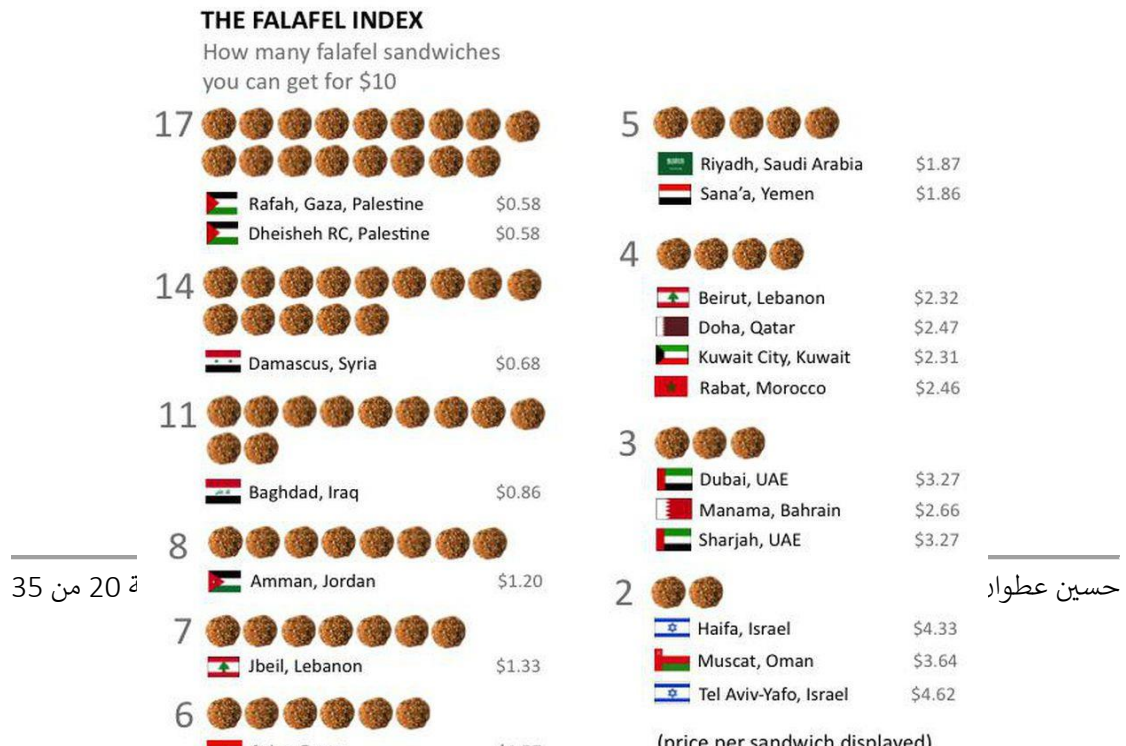 THE FALAFEL INDEX
How many falafel sandwiches
you can get for $10
17
Rafah, Gaza, Palestine $0.58
Dheisheh RC, Palestine $0.58
14
Damascus, Syria $0.68
11
Baghdad, Iraq $0.86
8
Amman, Jordan $1.20
7
Jbeil, Lebanon $1.33
6
5
Riyadh, Saudi Arabia $1.87
Sana’a, Yemen $1.86
4
Beirut, Lebanon $2.32
Doha, Qatar $2.47
Kuwait City, Kuwait $2.31
Rabat, Morocco $2.46
3
Dubai, UAE $3.27
Manama, Bahrain $2.66
Sharjah, UAE $3.27
2
Haifa, Israel $4.33
Muscat, Oman $3.64
Tel Aviv-Yafo, Israel $4.62
(price per sandwich displayed)
حسين عطوان
20 من 35